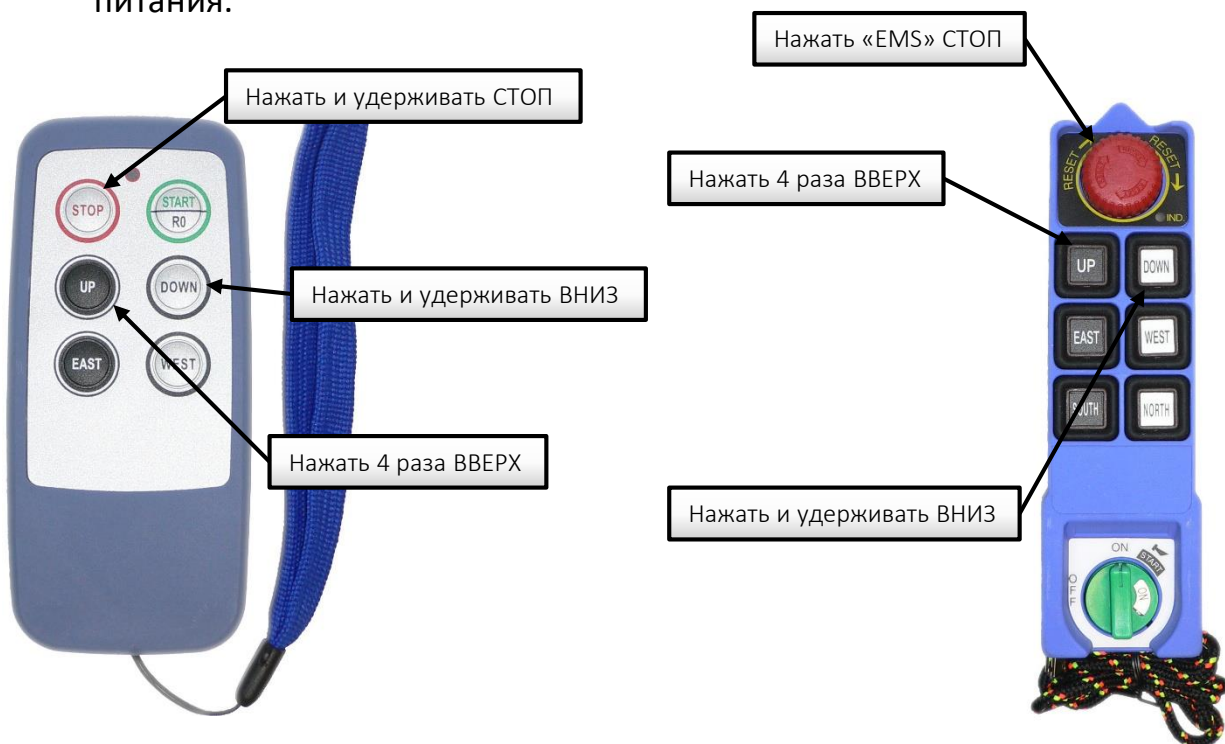 питания.
Нажать «EMS» СТОП
Нажать и удерживать СТОП
Нажать 4 раза ВВЕРХ
Нажать и удерживать ВНИЗ
Нажать 4 раза ВВЕРХ
Нажать и удерживать ВНИЗ
STOP
START
R0
UP
DOWN
EAST
WEST
RESET
RESET
IND.
UP
DOWN
EAST
WEST
SOUTH
NORTH
ON
START
OFF
ON